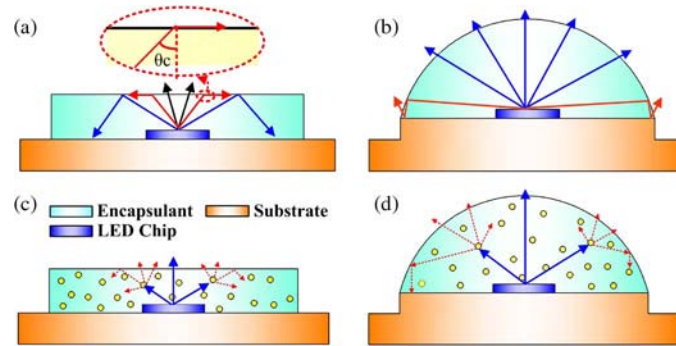 (a)
θc
(b)
(c)
Encapsulant Substrate
LED Chip
(d)